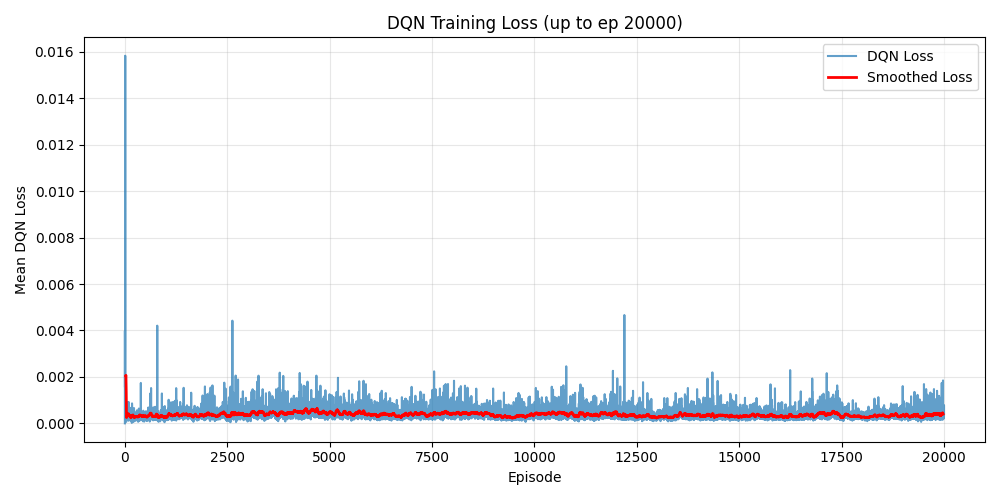 DQN Training Loss (up to ep 20000)
DQN Loss
Smoothed Loss
Mean DQN Loss
0.016
0.014
0.012
0.010
0.008
0.006
0.004
0.002
0.000
0 2500 5000 7500 10000 12500 15000 17500 20000
Episode